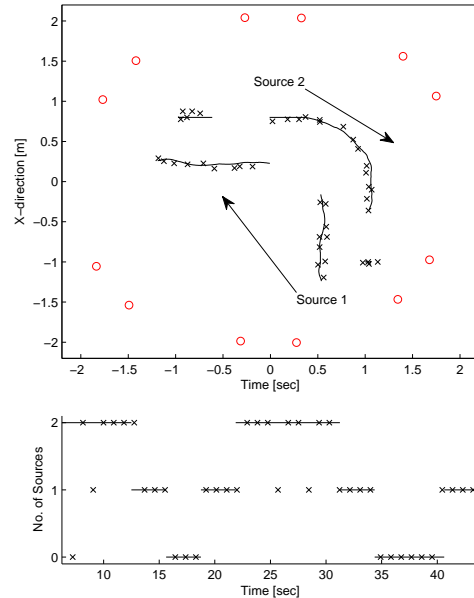 2
1.5
Source 2
1
0.5
X-direction [m]
0
−0.5
−1
Source 1
−1.5
−2
−2 −1.5 −1 −0.5 0 0.5 1 1.5 2
Time [sec]
2
No. of Sources
1
0
10 15 20 25 30 35 40
Time [sec]